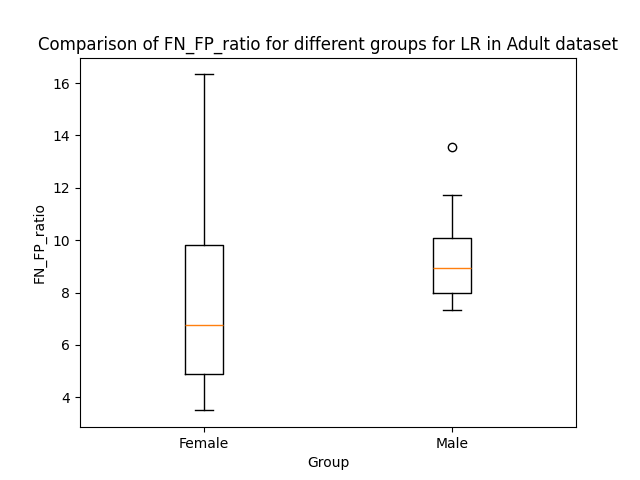 Comparison of FN_FP_ratio for different groups for LR in Adult dataset
16
14
12
10
8
6
4
FN_FP_ratio
Female
Male
Group